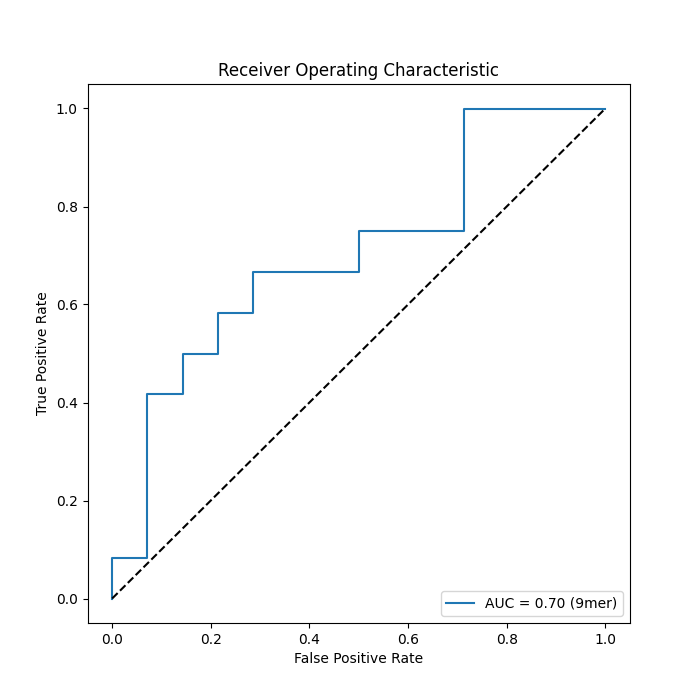 Receiver Operating Characteristic
1.0
0.8
0.6
0.4
0.2
0.0
True Positive Rate
AUC = 0.70 (9mer)
0.0 0.2 0.4 0.6 0.8 1.0
False Positive Rate